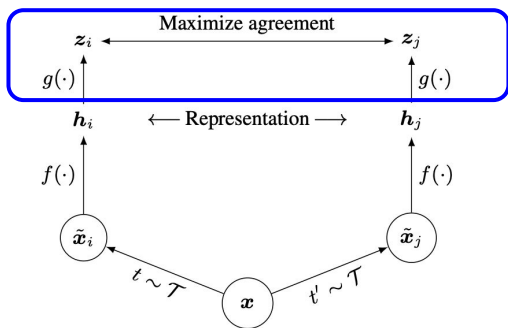 Maximize agreement
z_i z_j
g(·) g(·)
h_i ← Representation → h_j
f(·) f(·)
x̃_i x̃_j
t ∼ 𝒯 t' ∼ 𝒯
x